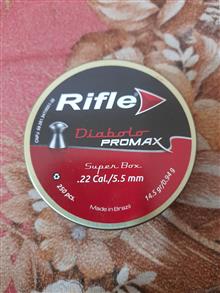 Rifle
Diabolo
PROMAX
Super Box
.22 Cal./5.5 mm
250 pcs.
14,5 gr/0,94 g
Made in Brazil